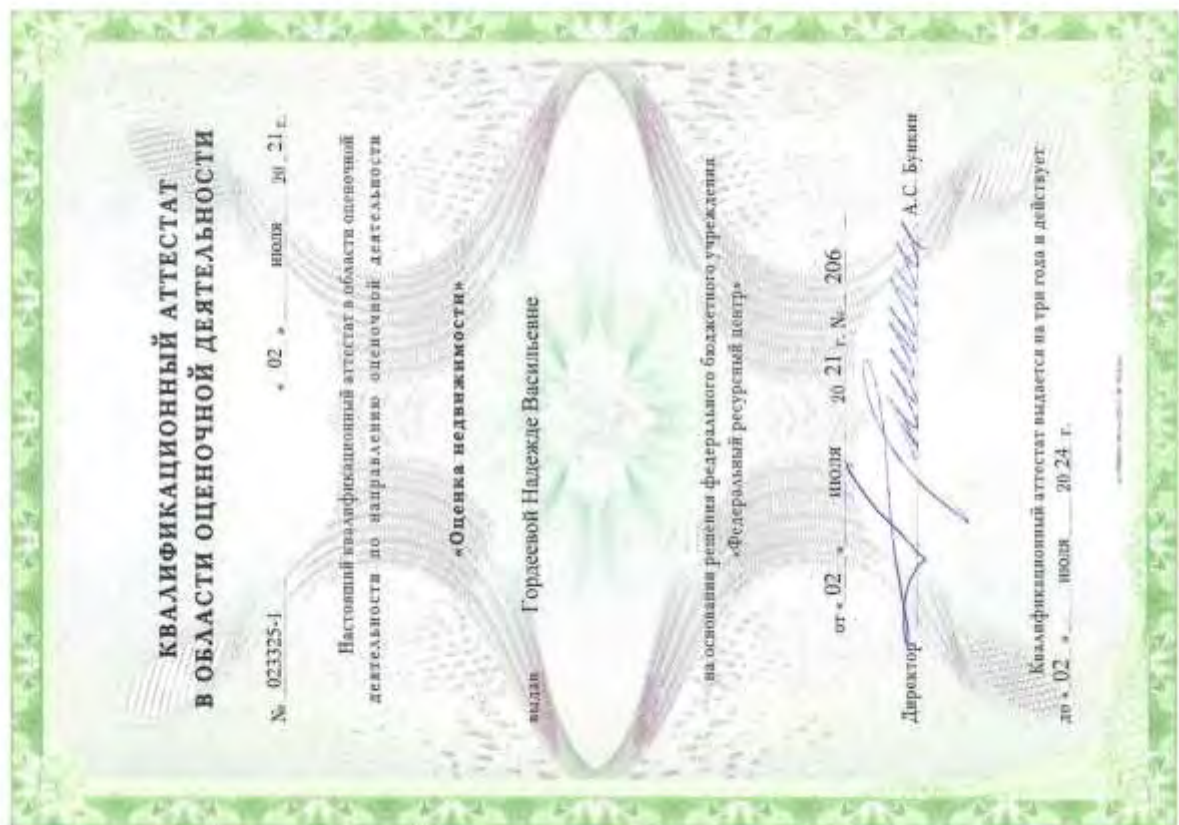 КВАЛИФИКАЦИОННЫЙ АТТЕСТАТ
В ОБЛАСТИ ОЦЕНОЧНОЙ ДЕЯТЕЛЬНОСТИ
№ 023325-1 « 02 » июля 20 21 г.
Настоящий квалификационный аттестат в области оценочной
деятельности по направлению оценочной деятельности
«Оценка недвижимости»
выдан Гордеевой Надежде Васильевне
на основании решения федерального бюджетного учреждения
«Федеральный ресурсный центр»
от « 02 » июля 20 21 г. № 206
Директор А.С. Бункин
Квалификационный аттестат выдается на три года и действует
до « 02 » июля 20 24 г.